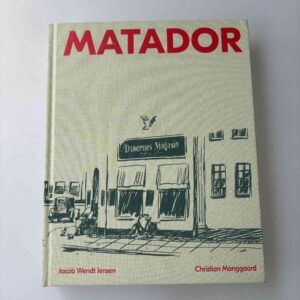 MATADOR
Damernes Magasin
Jacob Wendt Jensen
Christian Monggaard